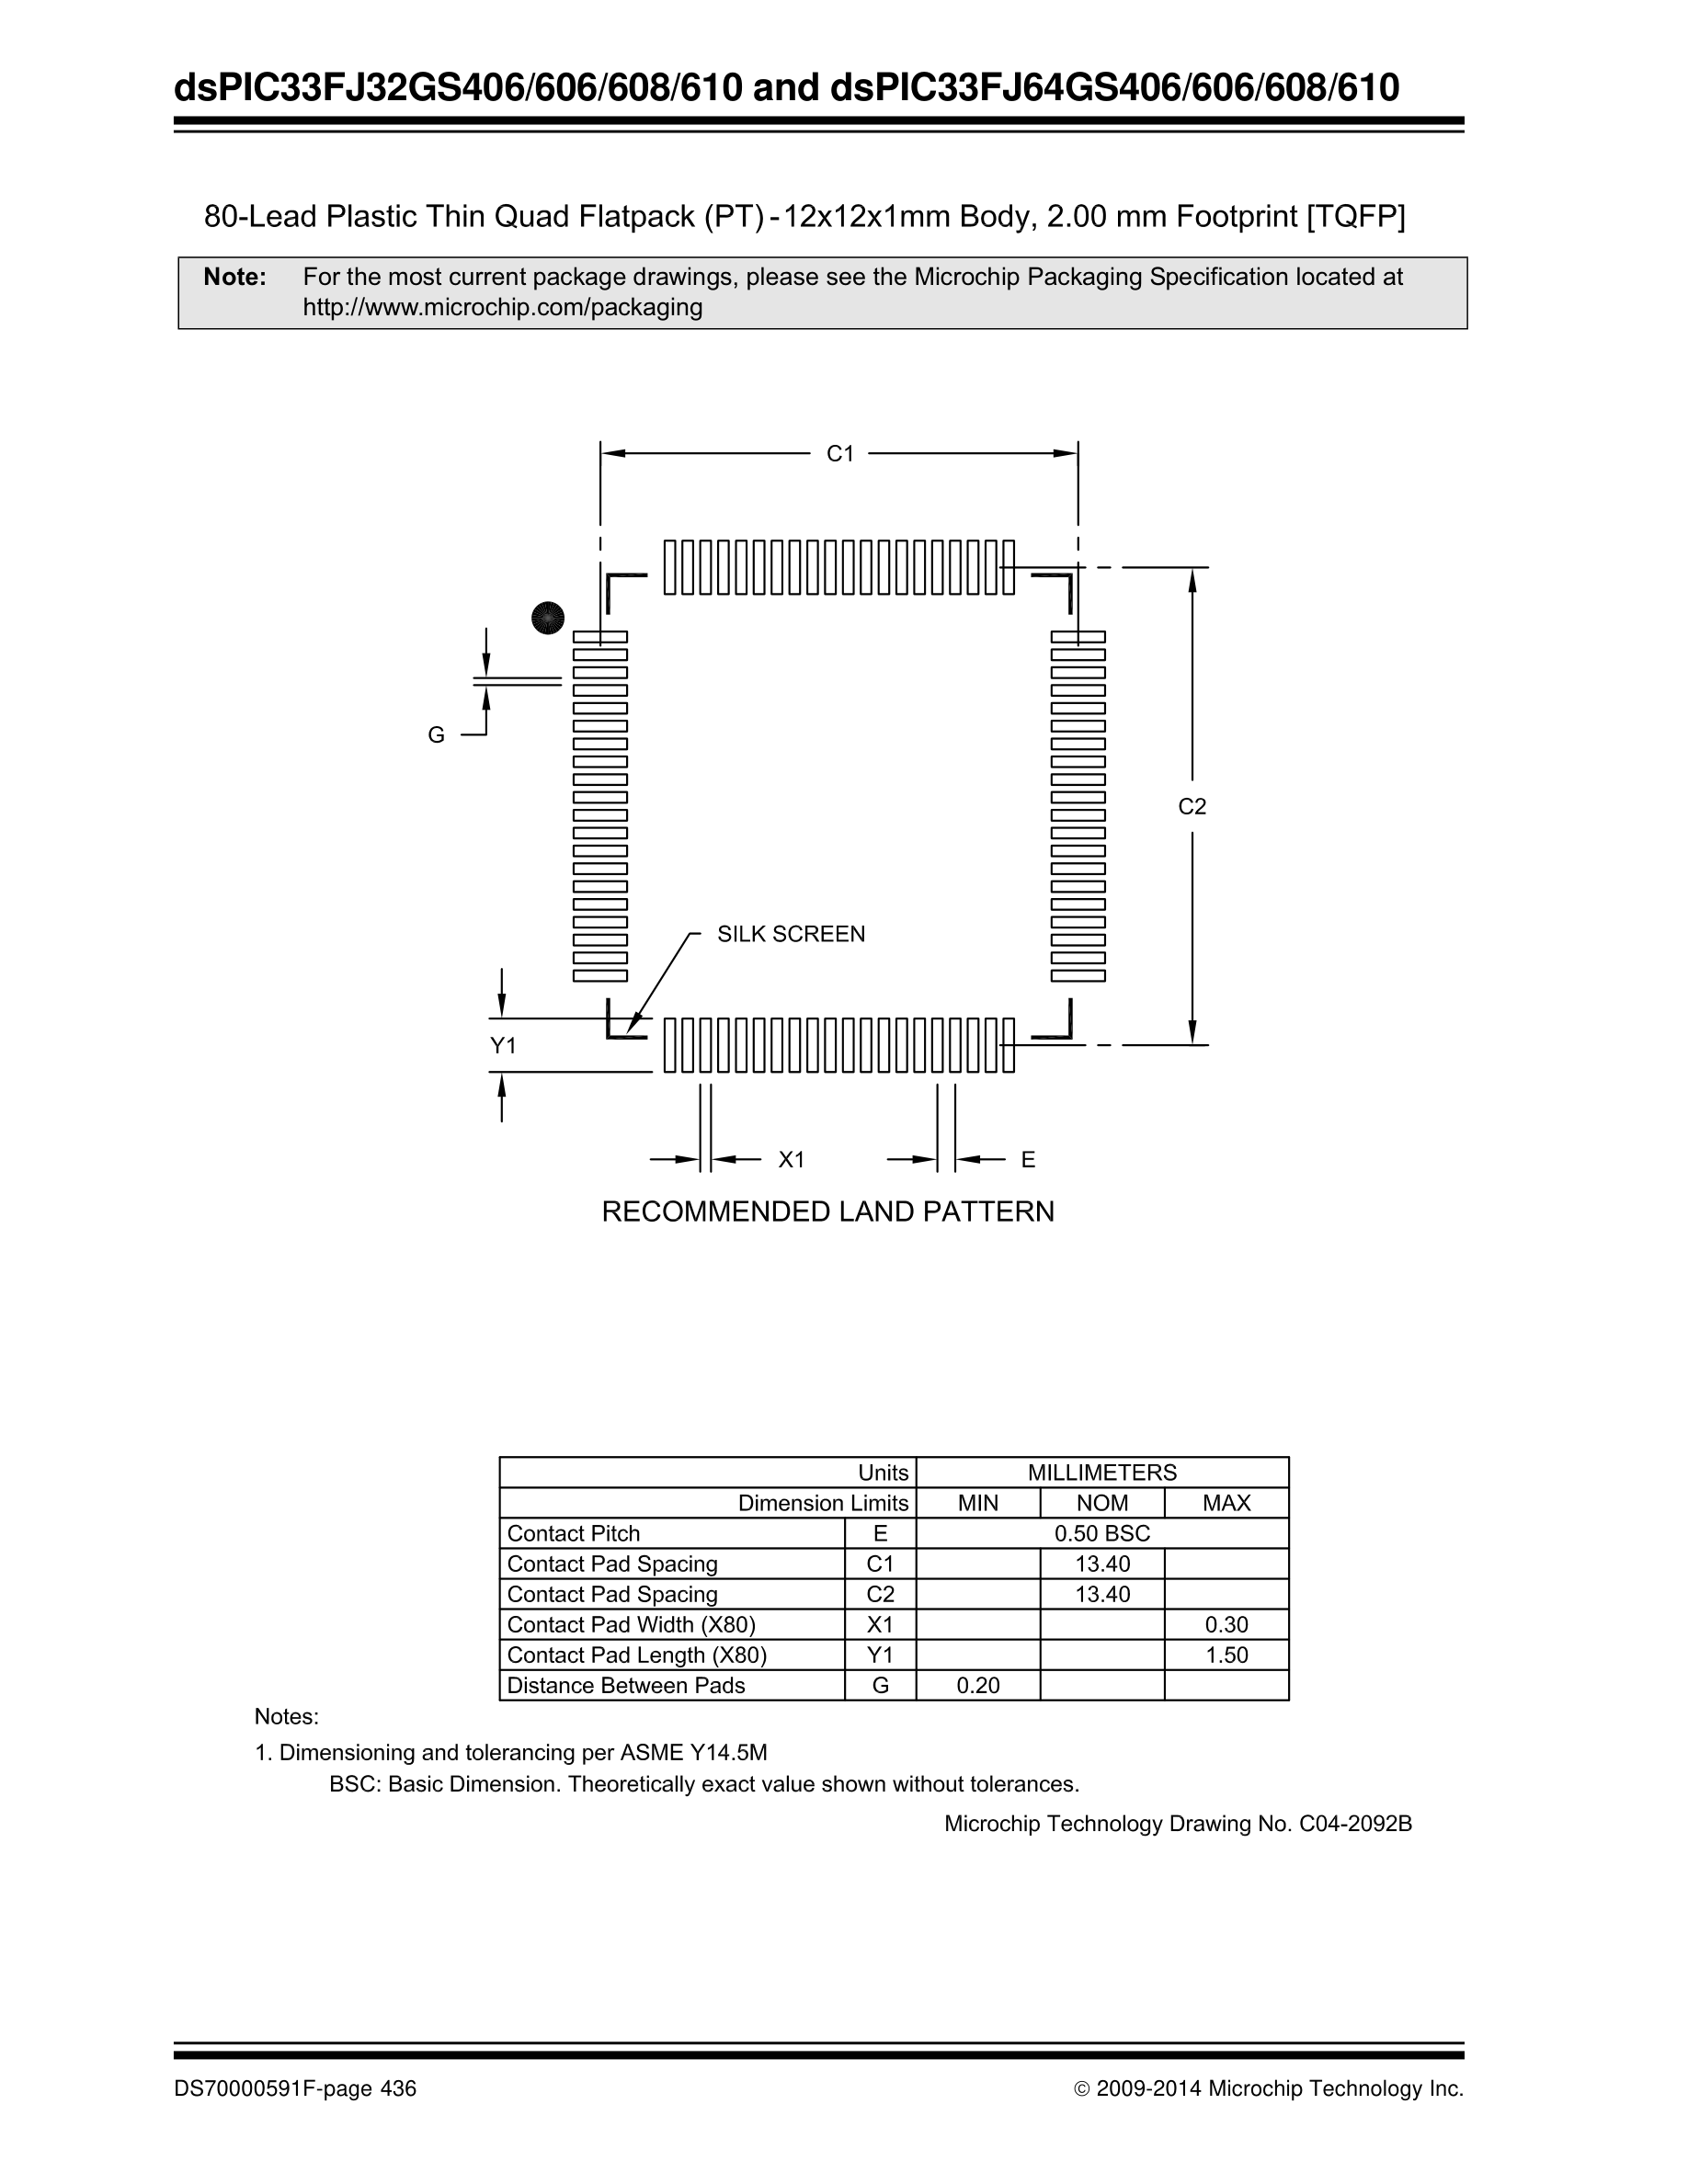 dsPIC33FJ32GS406/606/608/610 and dsPIC33FJ64GS406/606/608/610
80-Lead Plastic Thin Quad Flatpack (PT) - 12x12x1mm Body, 2.00 mm Footprint [TQFP]
Note: For the most current package drawings, please see the Microchip Packaging Specification located at
http://www.microchip.com/packaging
C1
G
C2
SILK SCREEN
Y1
X1 E
RECOMMENDED LAND PATTERN
Units MILLIMETERS
Dimension Limits MIN NOM MAX
Contact Pitch E 0.50 BSC
Contact Pad Spacing C1 13.40
Contact Pad Spacing C2 13.40
Contact Pad Width (X80) X1 0.30
Contact Pad Length (X80) Y1 1.50
Distance Between Pads G 0.20
Notes:
1. Dimensioning and tolerancing per ASME Y14.5M
BSC: Basic Dimension. Theoretically exact value shown without tolerances.
Microchip Technology Drawing No. C04-2092B
DS70000591F-page 436 © 2009-2014 Microchip Technology Inc.